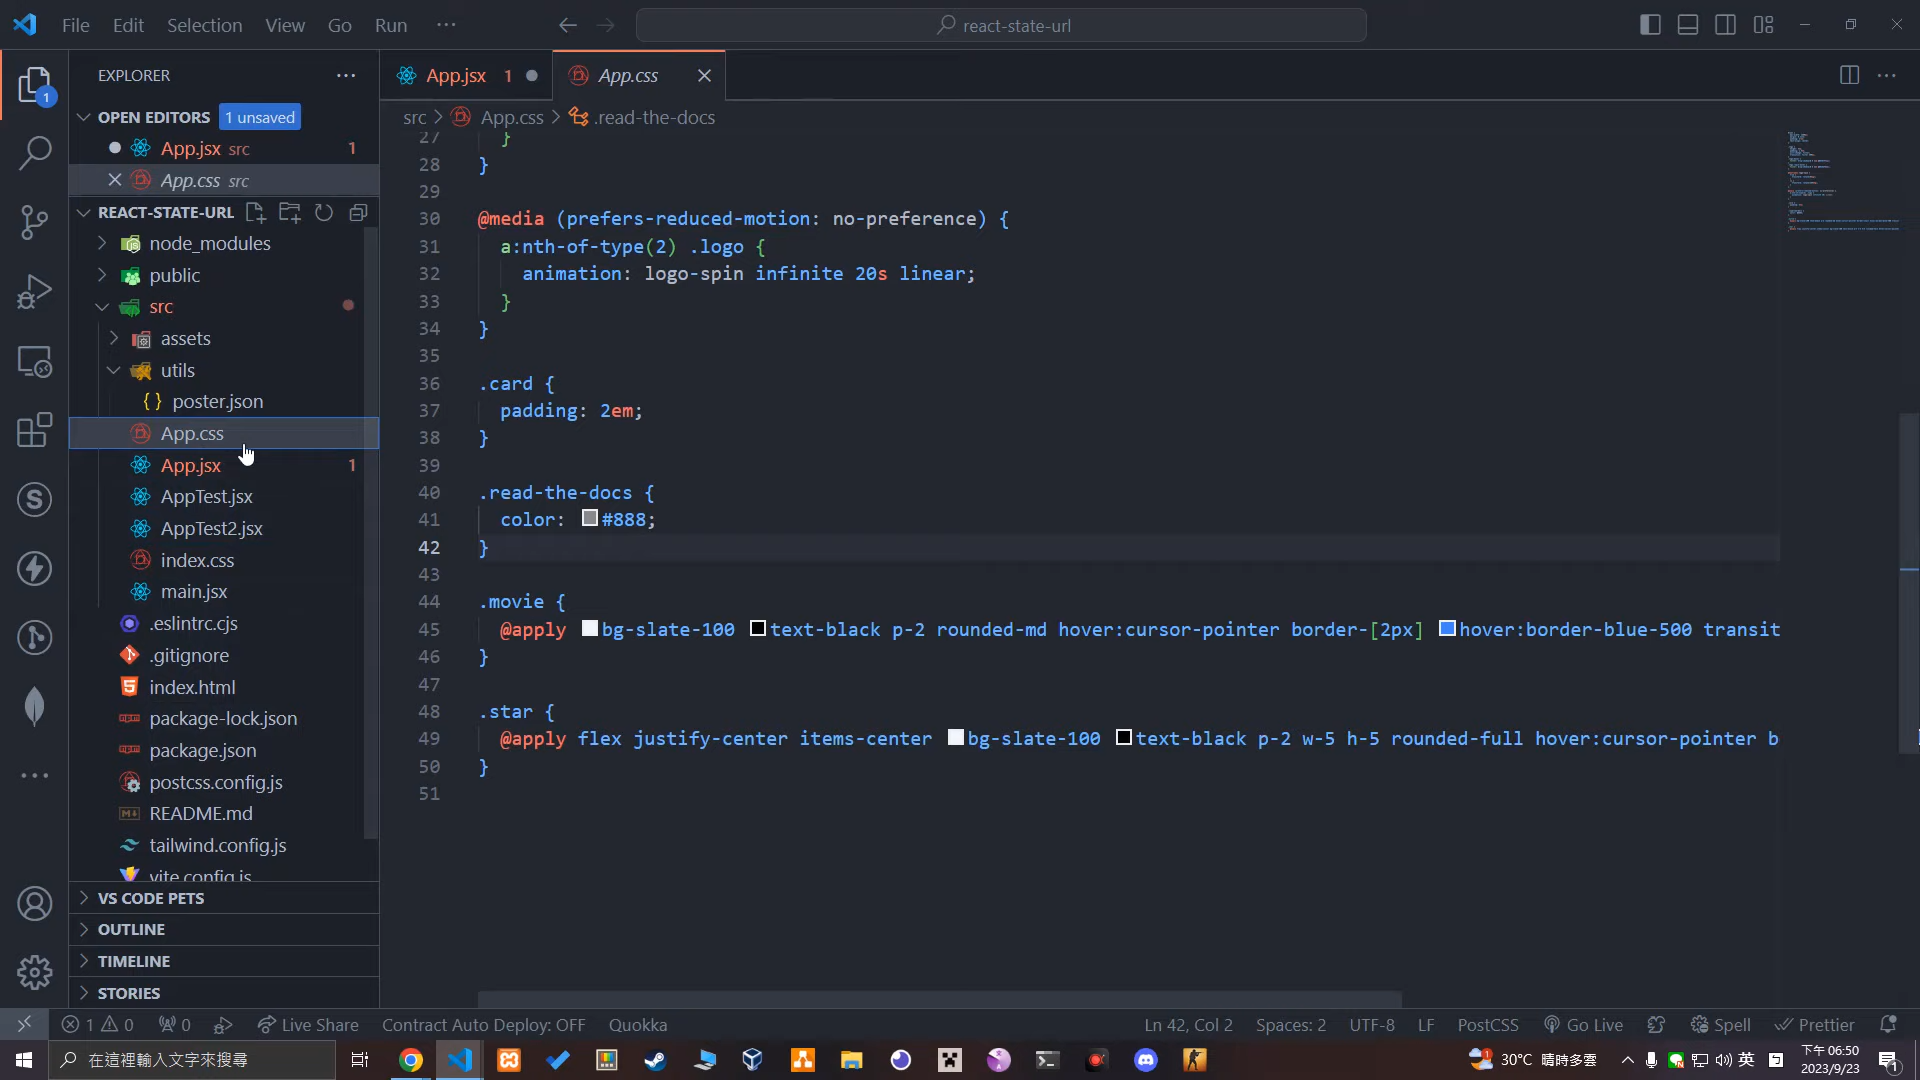 File Edit Selection View Go Run ···
react-state-url
EXPLORER
App.jsx 1
App.css
OPEN EDITORS 1 unsaved
src > App.css > .read-the-docs
App.jsx src 1
App.css src
REACT-STATE-URL
node_modules
public
src
assets
utils
poster.json
App.css
App.jsx 1
AppTest.jsx
AppTest2.jsx
index.css
main.jsx
.eslintrc.cjs
.gitignore
index.html
package-lock.json
package.json
postcss.config.js
README.md
tailwind.config.js
vite.config.js
VS CODE PETS
OUTLINE
TIMELINE
STORIES
27 }
28 }
29
30 @media (prefers-reduced-motion: no-preference) {
31 a:nth-of-type(2) .logo {
32 animation: logo-spin infinite 20s linear;
33 }
34 }
35
36 .card {
37 padding: 2em;
38 }
39
40 .read-the-docs {
41 color: #888;
42 }
43
44 .movie {
45 @apply bg-slate-100 text-black p-2 rounded-md hover:cursor-pointer border-[2px] hover:border-blue-500 transit
46 }
47
48 .star {
49 @apply flex justify-center items-center bg-slate-100 text-black p-2 w-5 h-5 rounded-full hover:cursor-pointer b
50 }
51
1 0 0 Live Share Contract Auto Deploy: OFF Quokka Ln 42, Col 2 Spaces: 2 UTF-8 LF PostCSS Go Live Spell Prettier
在這裡輸入文字來搜尋
30°C 晴時多雲 英
下午 06:50
2023/9/23
1